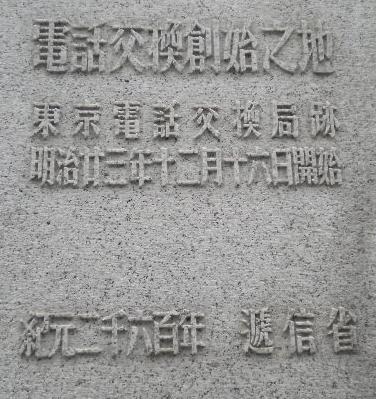 電話交換創始之地
東京電話交換局跡
明治廿三年十二月十六日開始
紀元二千六百年 遞信省